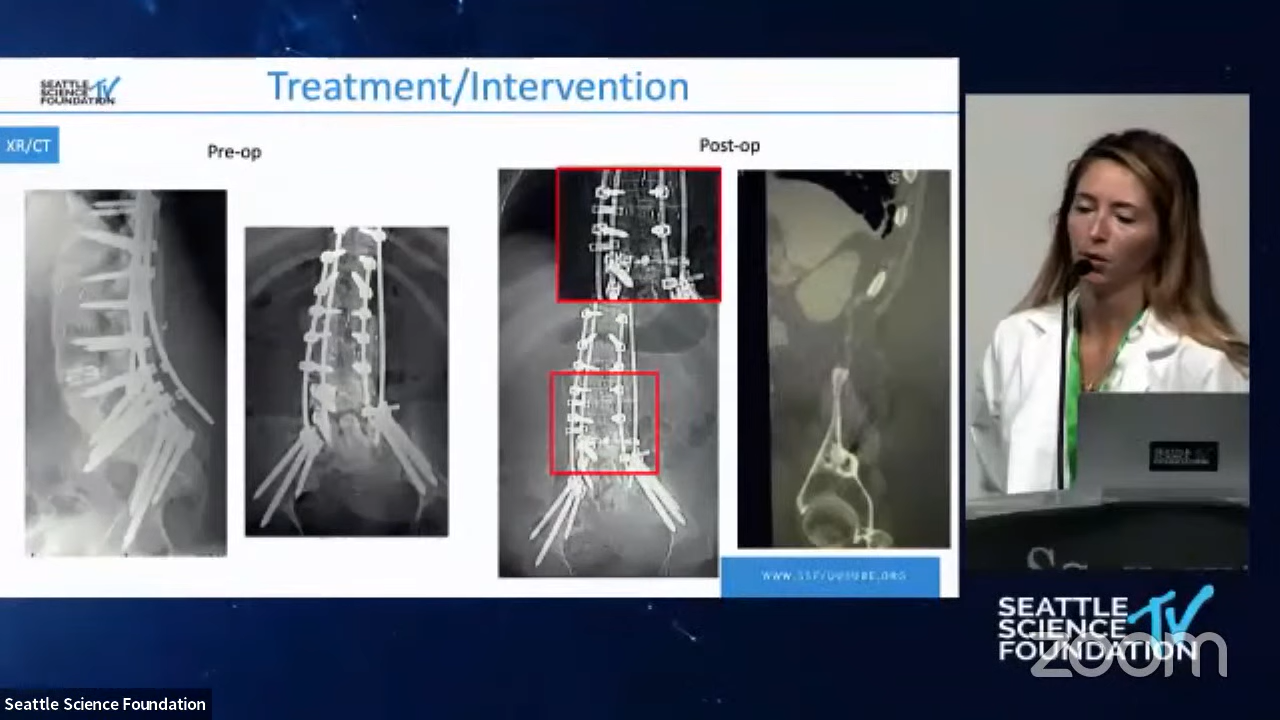 SEATTLE
SCIENCE TV
FOUNDATION
Treatment/Intervention
XR/CT
Pre-op
Post-op
SEATTLE
SCIENCE TV
FOUNDATION
zoom
Seattle Science Foundation